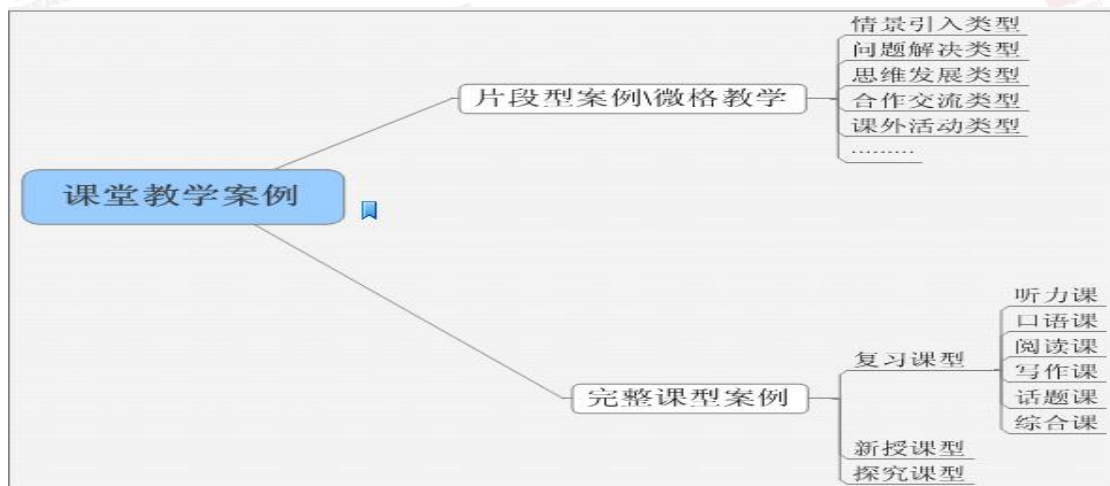 情景引入类型
问题解决类型
思维发展类型
片段型案例\微格教学
合作交流类型
课外活动类型
………
课堂教学案例
听力课
口语课
阅读课
复习课型
写作课
完整课型案例
话题课
综合课
新授课型
探究课型